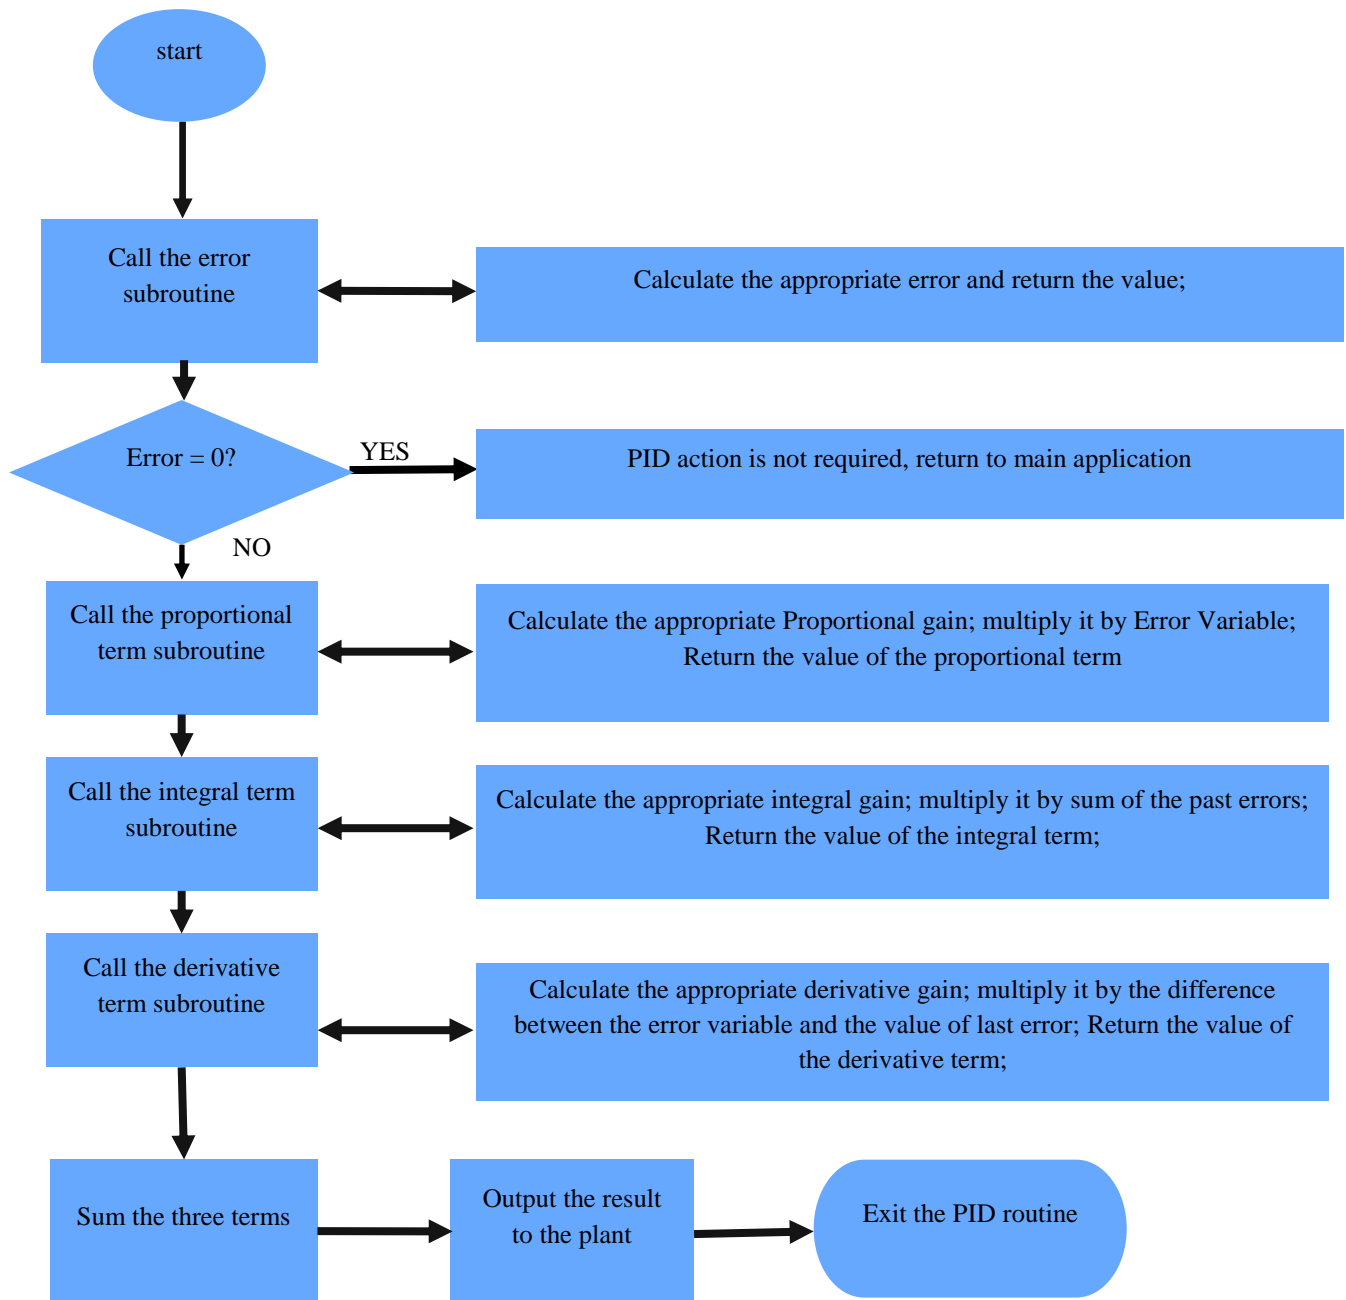 start
Call the error
subroutine
Calculate the appropriate error and return the value;
Error = 0?
YES
PID action is not required, return to main application
NO
Call the proportional
term subroutine
Calculate the appropriate Proportional gain; multiply it by Error Variable;
Return the value of the proportional term
Call the integral term
subroutine
Calculate the appropriate integral gain; multiply it by sum of the past errors;
Return the value of the integral term;
Call the derivative
term subroutine
Calculate the appropriate derivative gain; multiply it by the difference
between the error variable and the value of last error; Return the value of
the derivative term;
Sum the three terms
Output the result
to the plant
Exit the PID routine